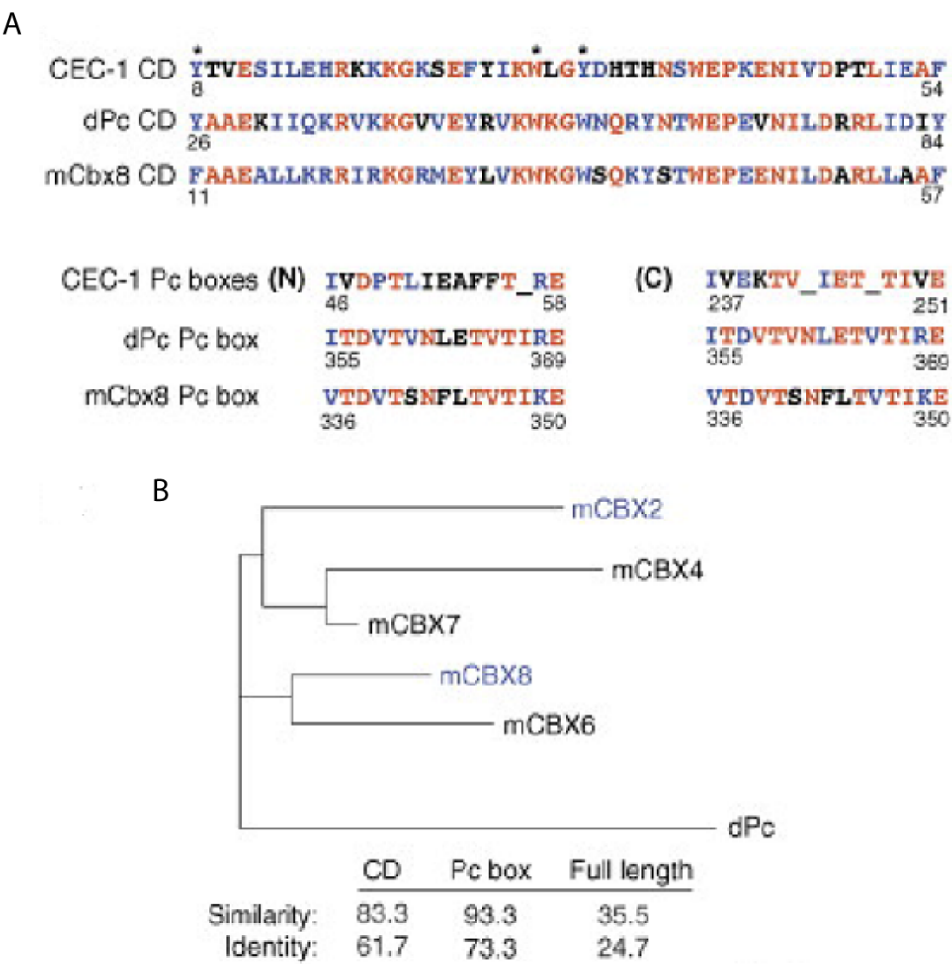 A
* * *
CEC-1 CD YTVESILEHRKKKGKSEFYIKWLGYDHTHNSWEPKENIVDPTLIEAF
8 54
dPc CD YAAEKIIQKRVKKGVVEYRVKWKGWNQRYNTWEPEVNILDRRLIDIY
26 84
mCbx8 CD FAAEALLKRRIRKGRMEYLVKWKGWSQKYSTWEPEENILDARLLAAF
11 57
CEC-1 Pc boxes (N) IVDPTLIEAFFT_RE (C) IVEKTV_IET_TIVE
46 58 237 251
dPc Pc box ITDVTVNLETVTIRE ITDVTVNLETVTIRE
355 369 355 369
mCbx8 Pc box VTDVTSNFLTVTIKE VTDVTSNFLTVTIKE
336 350 336 350
B
mCBX2
mCBX4
mCBX7
mCBX8
mCBX6
dPc
CD Pc box Full length
Similarity: 83.3 93.3 35.5
Identity: 61.7 73.3 24.7